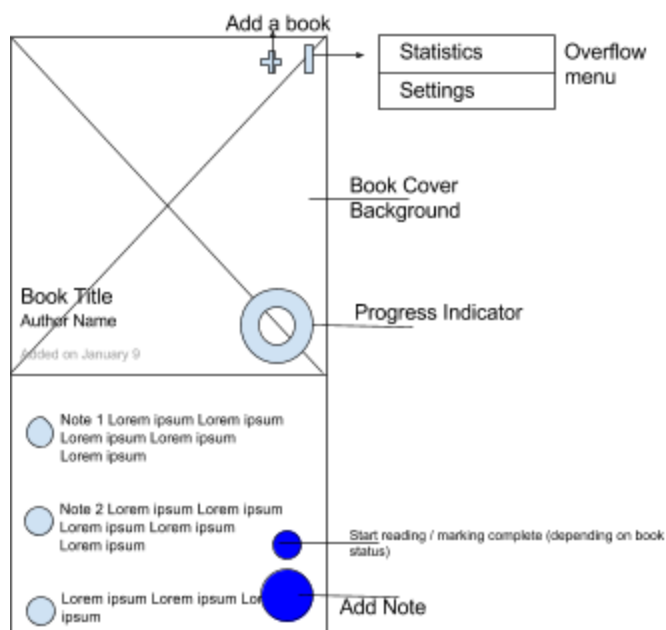 Add a book
Statistics
Settings
Overflow
menu
Book Cover
Background
Book Title
Author Name
Added on January 9
Progress Indicator
Note 1 Lorem ipsum Lorem ipsum
Lorem ipsum Lorem ipsum
Lorem ipsum
Note 2 Lorem ipsum Lorem ipsum
Lorem ipsum Lorem ipsum
Lorem ipsum
Start reading / marking complete (depending on book
status)
Lorem ipsum Lorem ipsum Lor
ipsum
Add Note